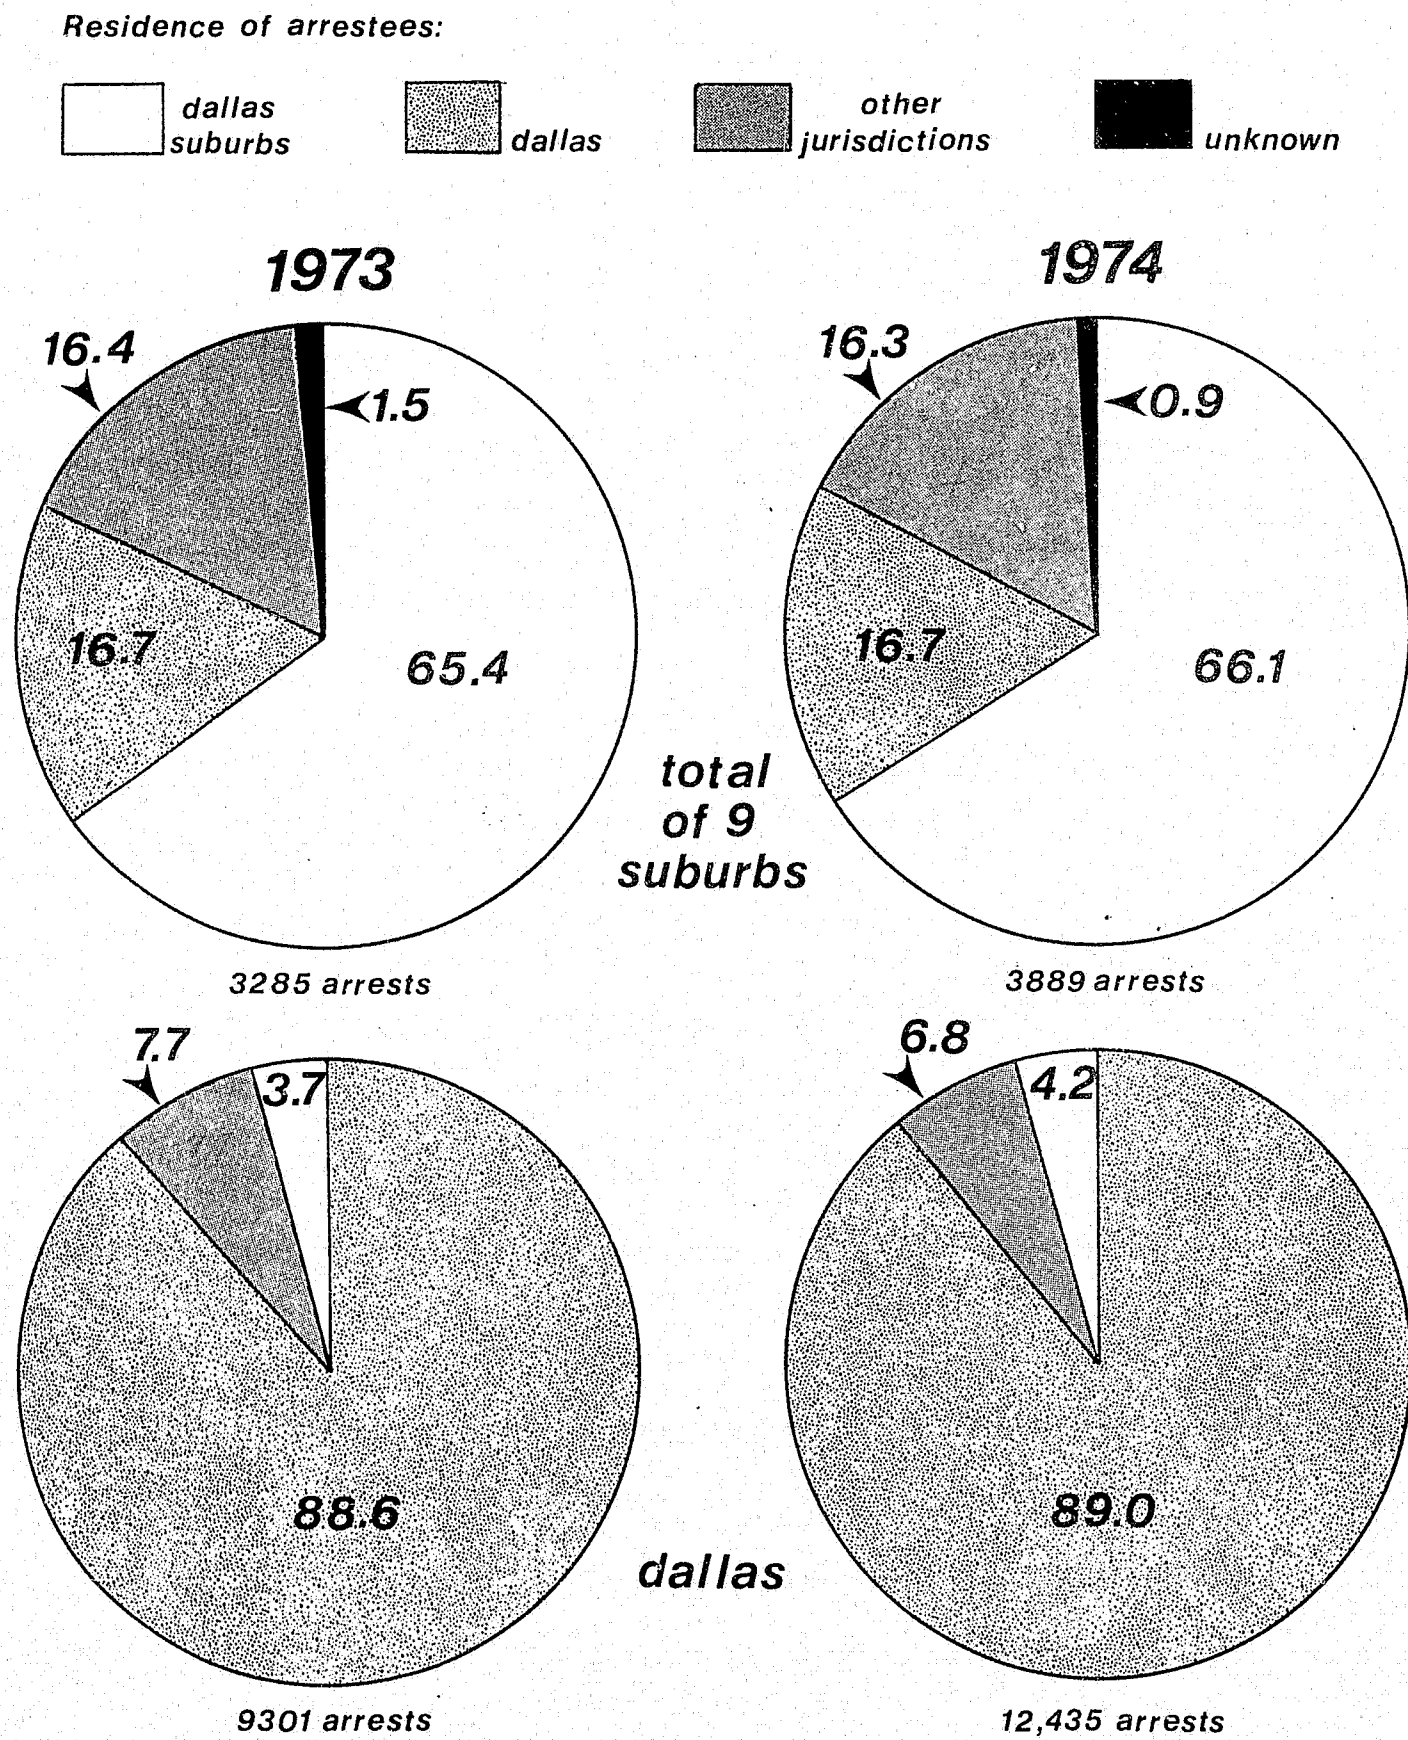 Residence of arrestees:
dallas
suburbs
dallas
other
jurisdictions
unknown
1973
1974
16.4
1.5
16.7
65.4
16.3
0.9
16.7
66.1
total
of 9
suburbs
3285 arrests
3889 arrests
7.7
3.7
88.6
6.8
4.2
89.0
dallas
9301 arrests
12,435 arrests